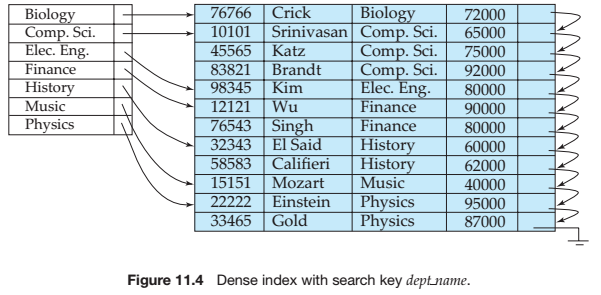 Biology 76766 Crick Biology 72000
Comp. Sci. 10101 Srinivasan Comp. Sci. 65000
Elec. Eng. 45565 Katz Comp. Sci. 75000
Finance 83821 Brandt Comp. Sci. 92000
History 98345 Kim Elec. Eng. 80000
Music 12121 Wu Finance 90000
Physics 76543 Singh Finance 80000
32343 El Said History 60000
58583 Califieri History 62000
15151 Mozart Music 40000
22222 Einstein Physics 95000
33465 Gold Physics 87000
Figure 11.4 Dense index with search key dept_name.